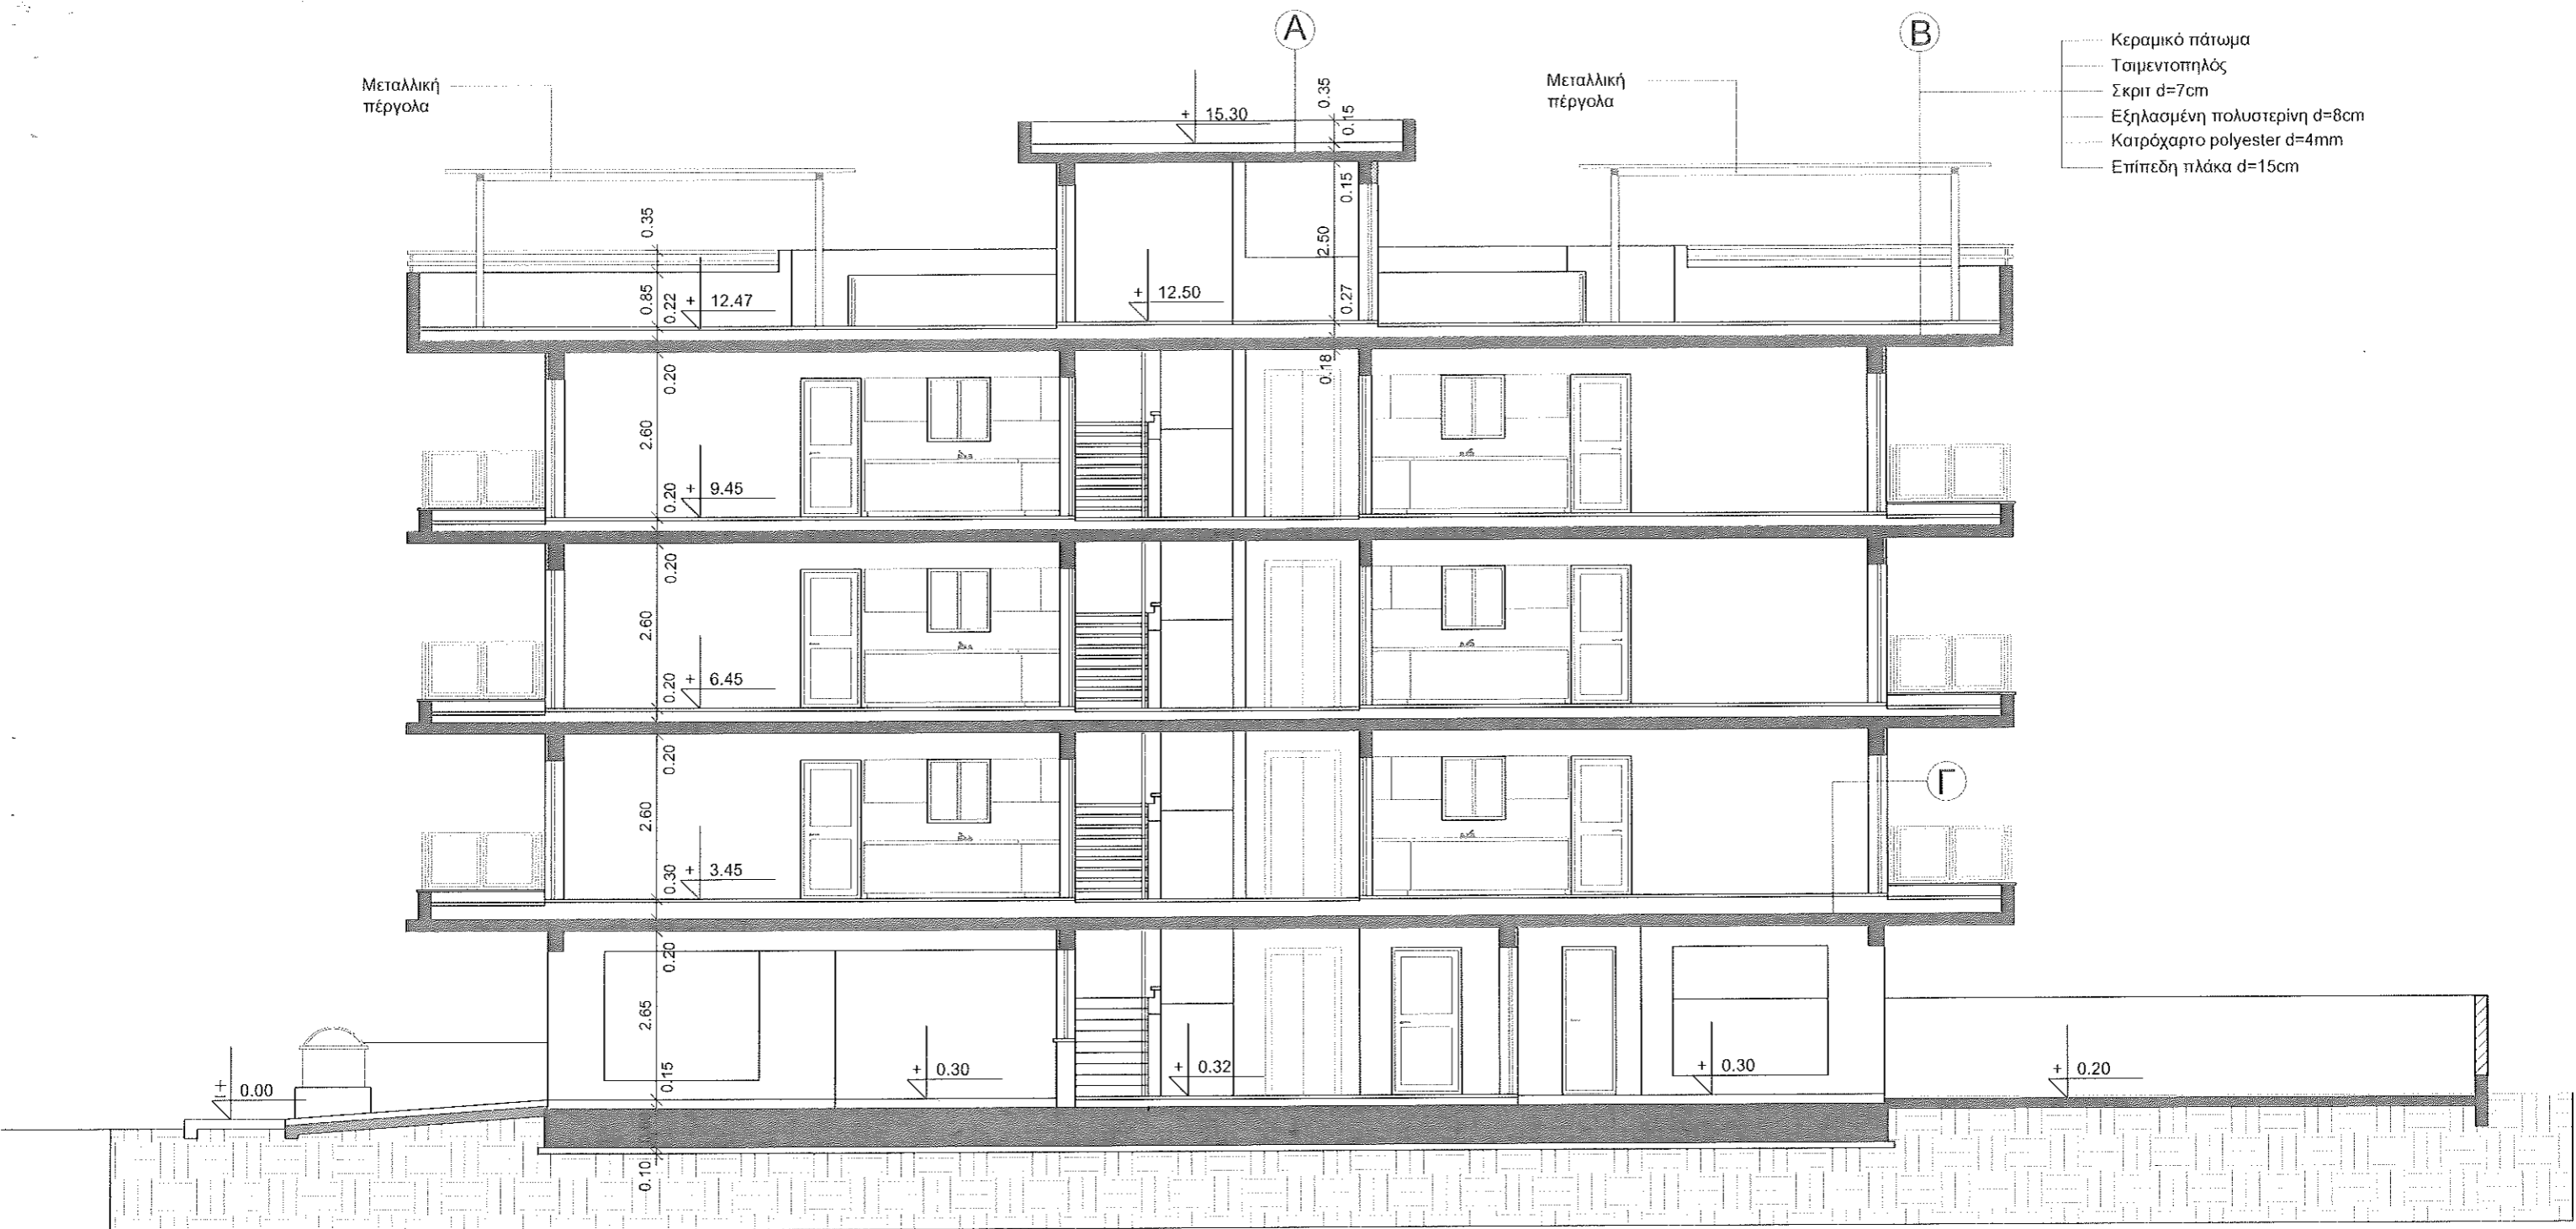 A
B
Κεραμικό πάτωμα
Τσιμεντοπηλός
Σκριτ d=7cm
Εξηλασμένη πολυστερίνη d=8cm
Κατρόχαρτο polyester d=4mm
Επίπεδη πλάκα d=15cm
Μεταλλική
πέργολα
Μεταλλική
πέργολα
0.35
+ 15.30
0.15
0.15
0.35
2.50
0.85
0.22
+ 12.47
+ 12.50
0.27
0.20
0.18
2.60
0.20
+ 9.45
0.20
2.60
0.20
+ 6.45
0.20
Γ
2.60
0.30
+ 3.45
0.20
2.65
0.15
+ 0.30
+ 0.32
+ 0.30
+ 0.20
± 0.00
0.10